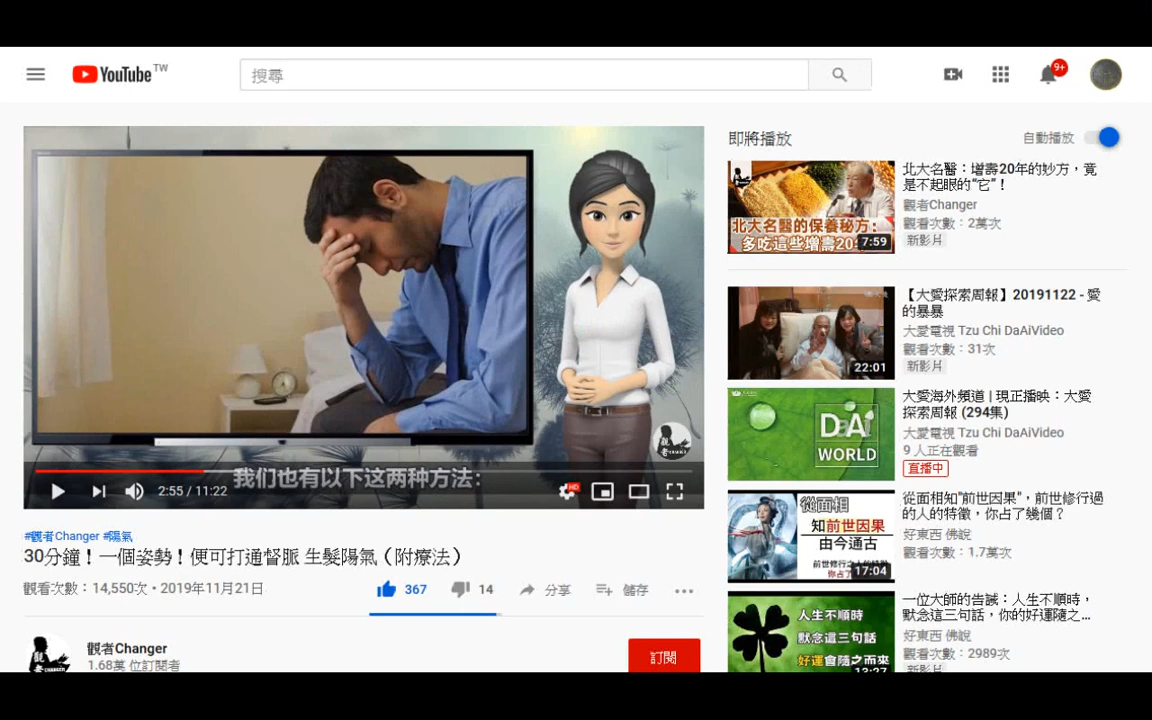 YouTube TW
搜尋
9+
我们也有以下这两种方法：
2:55 / 11:22
HD
#觀者Changer #陽氣
30分鐘！一個姿勢！便可打通督脈 生髮陽氣（附療法）
觀看次數：14,550次 • 2019年11月21日
367
14
分享
儲存
觀者Changer
1.68萬 位訂閱者
訂閱
即將播放
自動播放
北大名醫的保養秘方：
多吃這些增壽20
7:59
北大名醫：增壽20年的妙方，竟
是不起眼的"它"！
觀者Changer
觀看次數：2萬次
新影片
22:01
【大愛探索周報】20191122 - 愛
的暴暴
大愛電視 Tzu Chi DaAiVideo
觀看次數：31次
新影片
DaAi
WORLD
大愛海外頻道 | 現正播映：大愛
探索周報 (294集)
大愛電視 Tzu Chi DaAiVideo
9 人正在觀看
直播中
從面相
知前世因果
由今通古
17:04
從面相知"前世因果"，前世修行過
的人的特徵，你占了幾個？
好東西 佛說
觀看次數：1.7萬次
人生不順時
默念這三句話
好運會隨之而來
13:27
一位大師的告誡：人生不順時，
默念這三句話，你的好運隨之...
好東西 佛說
觀看次數：2989次
新影片